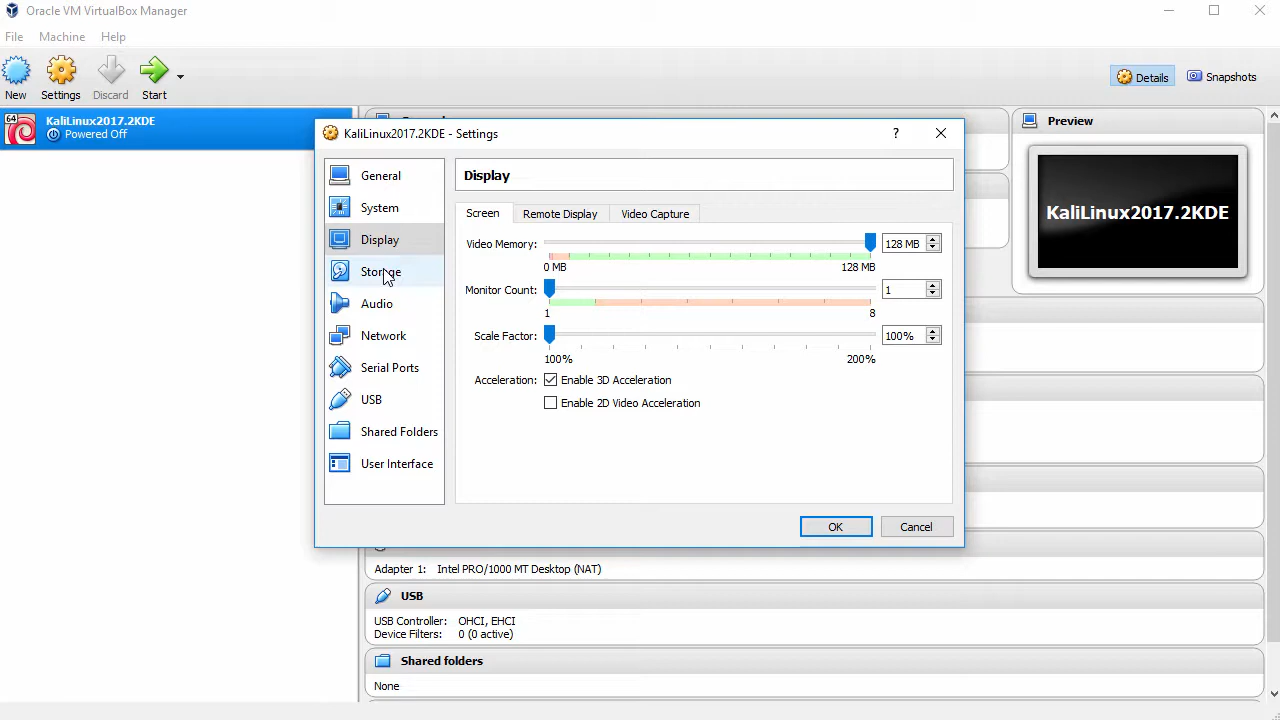 Oracle VM VirtualBox Manager
File Machine Help
New Settings Discard Start Details Snapshots
64 KaliLinux2017.2KDE
Powered Off
Preview
KaliLinux2017.2KDE
KaliLinux2017.2KDE - Settings
?
General
System
Display
Storage
Audio
Network
Serial Ports
USB
Shared Folders
User Interface
Display
Screen Remote Display Video Capture
Video Memory: 128 MB
0 MB 128 MB
Monitor Count: 1
1 8
Scale Factor: 100%
100% 200%
Acceleration: Enable 3D Acceleration
Enable 2D Video Acceleration
OK Cancel
Adapter 1: Intel PRO/1000 MT Desktop (NAT)
USB
USB Controller: OHCI, EHCI
Device Filters: 0 (0 active)
Shared folders
None